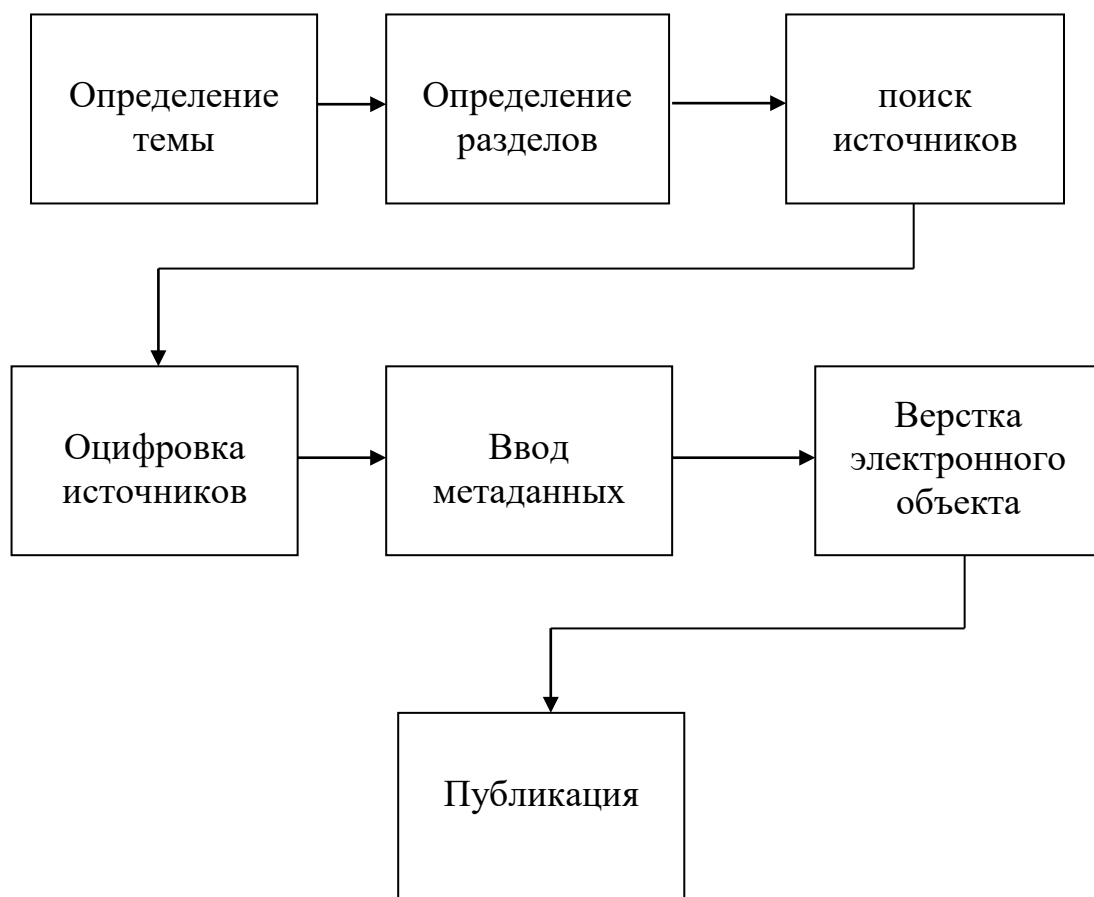 Определение
темы
Определение
разделов
поиск
источников
Оцифровка
источников
Ввод
метаданных
Верстка
электронного
объекта
Публикация